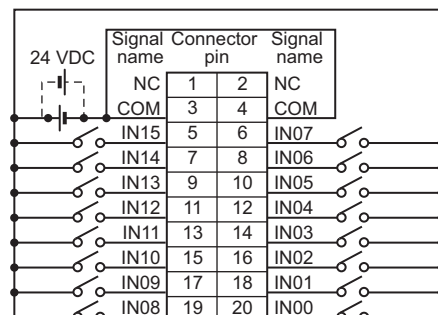 Signal name Connector pin Signal name
24 VDC
NC 1 2 NC
COM 3 4 COM
IN15 5 6 IN07
IN14 7 8 IN06
IN13 9 10 IN05
IN12 11 12 IN04
IN11 13 14 IN03
IN10 15 16 IN02
IN09 17 18 IN01
IN08 19 20 IN00